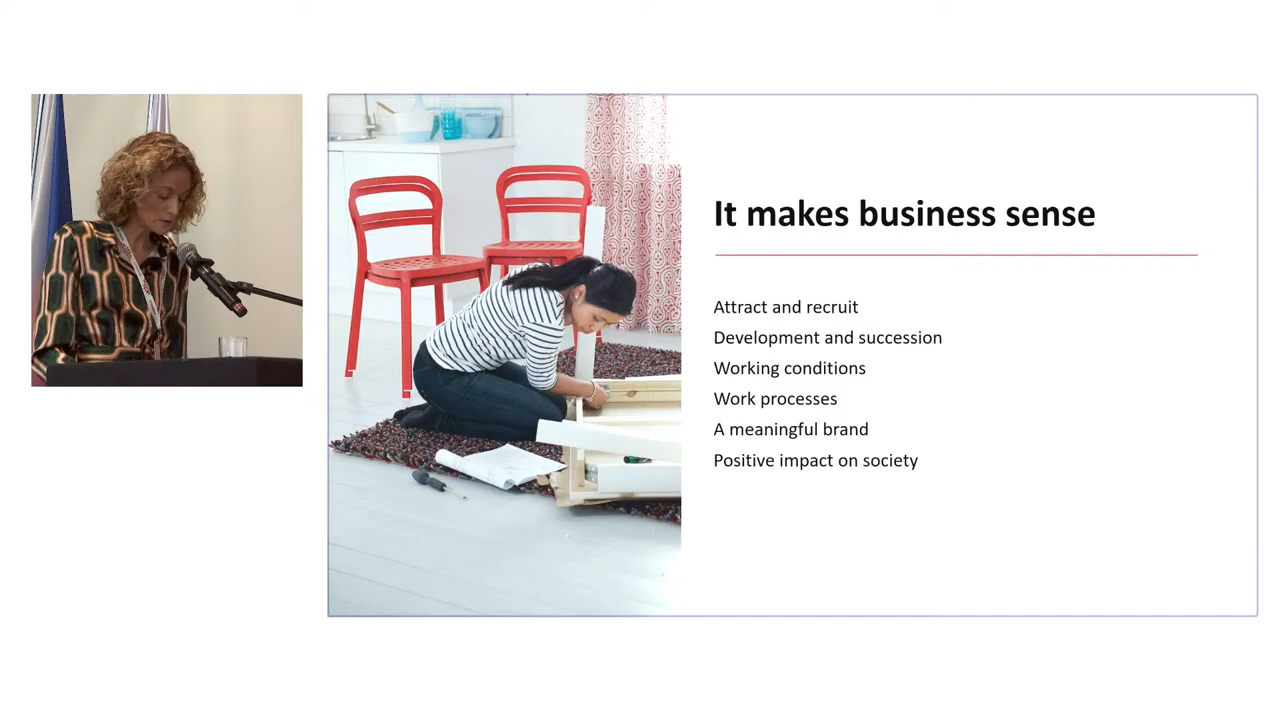 It makes business sense
Attract and recruit
Development and succession
Working conditions
Work processes
A meaningful brand
Positive impact on society